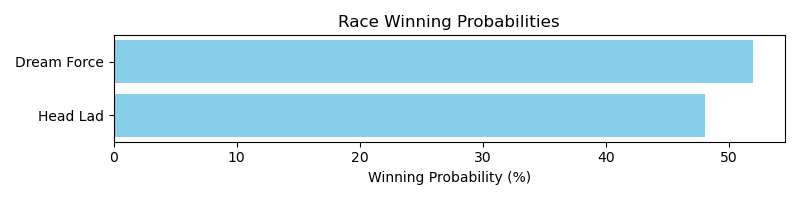 Race Winning Probabilities
Dream Force
Head Lad
0 10 20 30 40 50
Winning Probability (%)